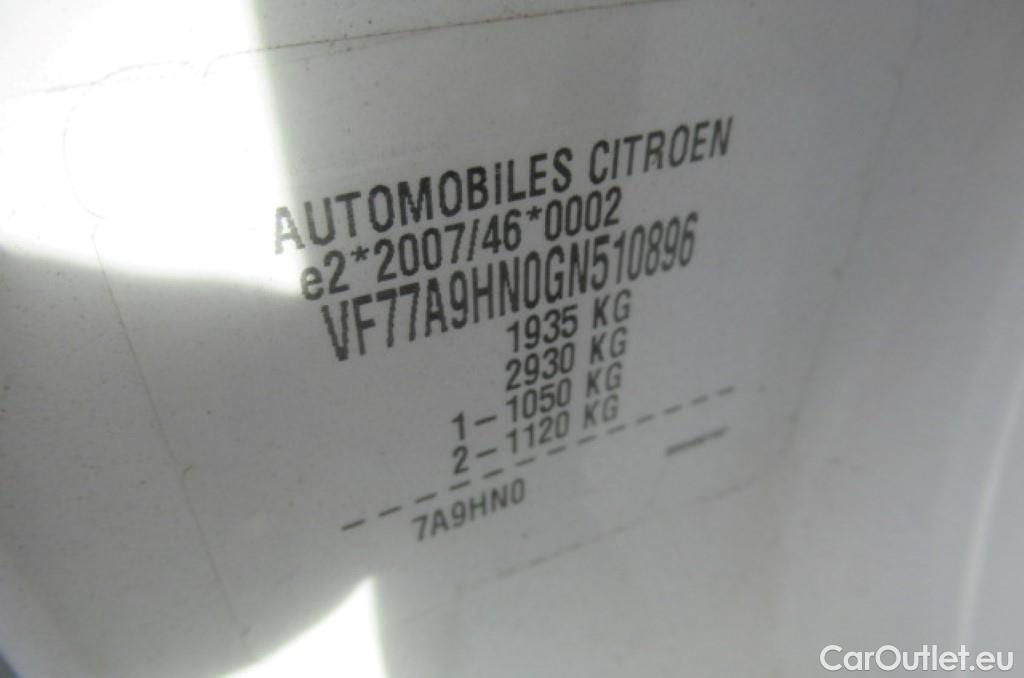 AUTOMOBILES CITROEN
e2*2007/46*0002
VF77A9HN0GN510896
1935 KG
2930 KG
1 - 1050 KG
2 - 1120 KG
7A9HN0
CarOutlet.eu